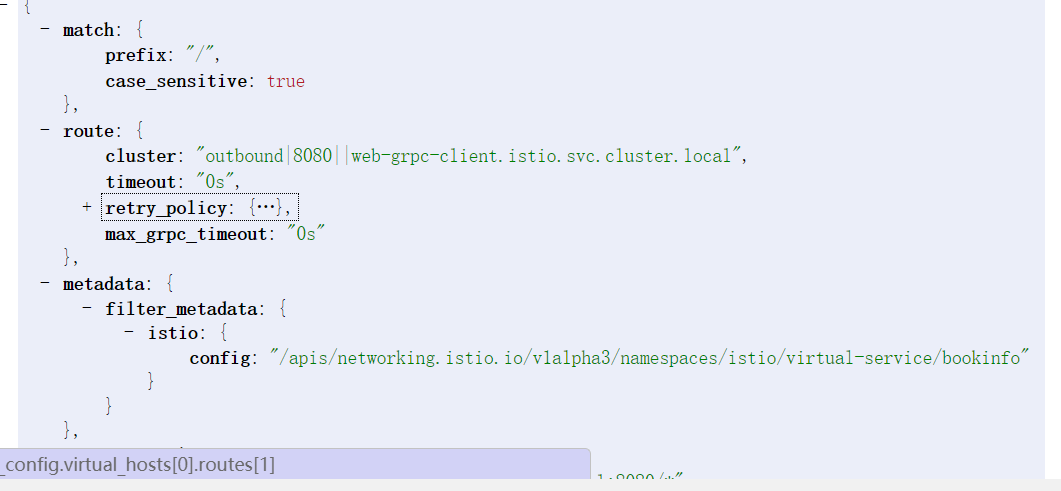 - {
- match: {
prefix: "/",
case_sensitive: true
},
- route: {
cluster: "outbound|8080||web-grpc-client.istio.svc.cluster.local",
timeout: "0s",
+ retry_policy: {…},
max_grpc_timeout: "0s"
},
- metadata: {
- filter_metadata: {
- istio: {
config: "/apis/networking.istio.io/v1alpha3/namespaces/istio/virtual-service/bookinfo"
}
}
},
:8080/*"
_config.virtual_hosts[0].routes[1]